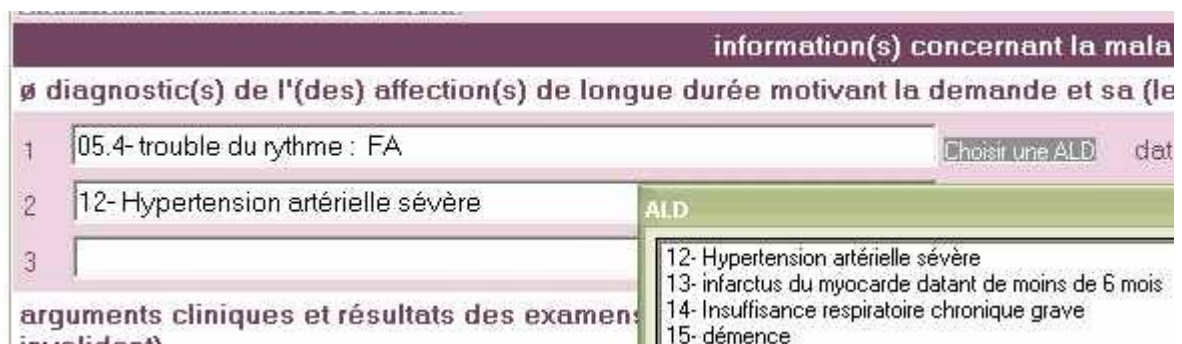 information(s) concernant la mala
ø diagnostic(s) de l'(des) affection(s) de longue durée motivant la demande et sa (le
1 05.4- trouble du rythme : FA Choisir une ALD dat
2 12- Hypertension artérielle sévère
ALD
3
12- Hypertension artérielle sévère
13- infarctus du myocarde datant de moins de 6 mois
14- Insuffisance respiratoire chronique grave
15- démence
arguments cliniques et résultats des examens